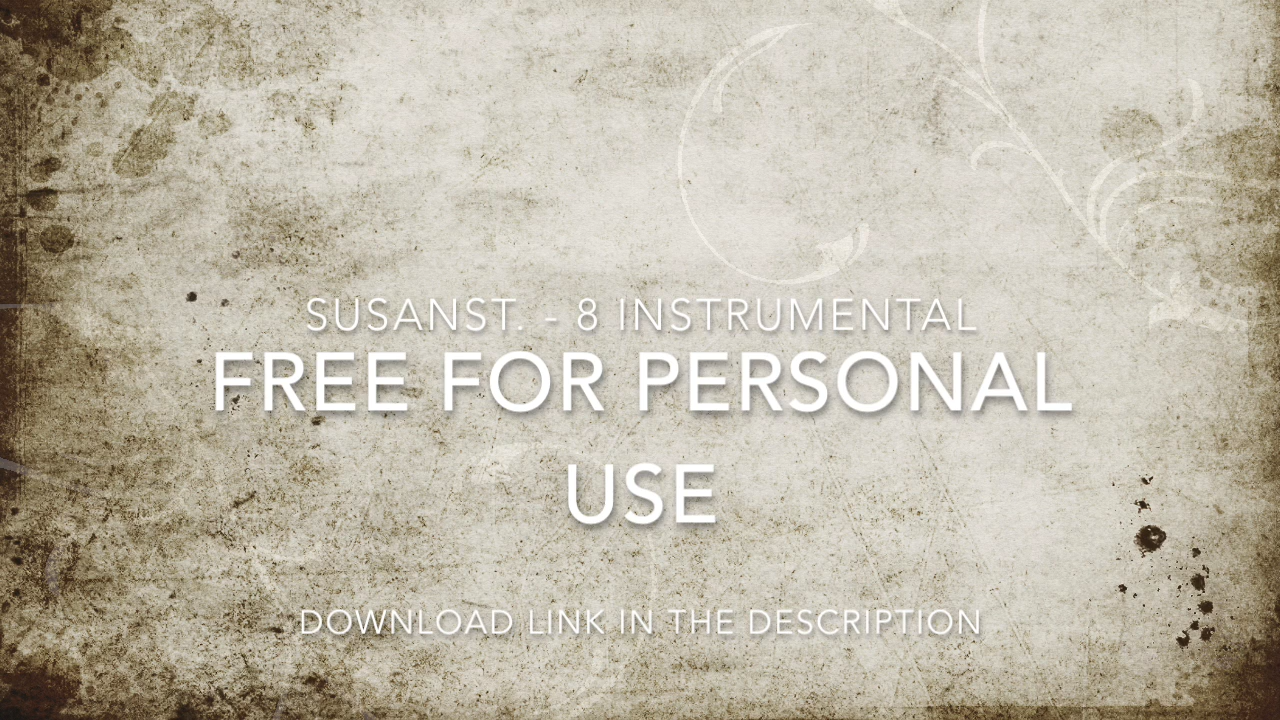 SUSANST. - 8 INSTRUMENTAL
FREE FOR PERSONAL
USE
DOWNLOAD LINK IN THE DESCRIPTION